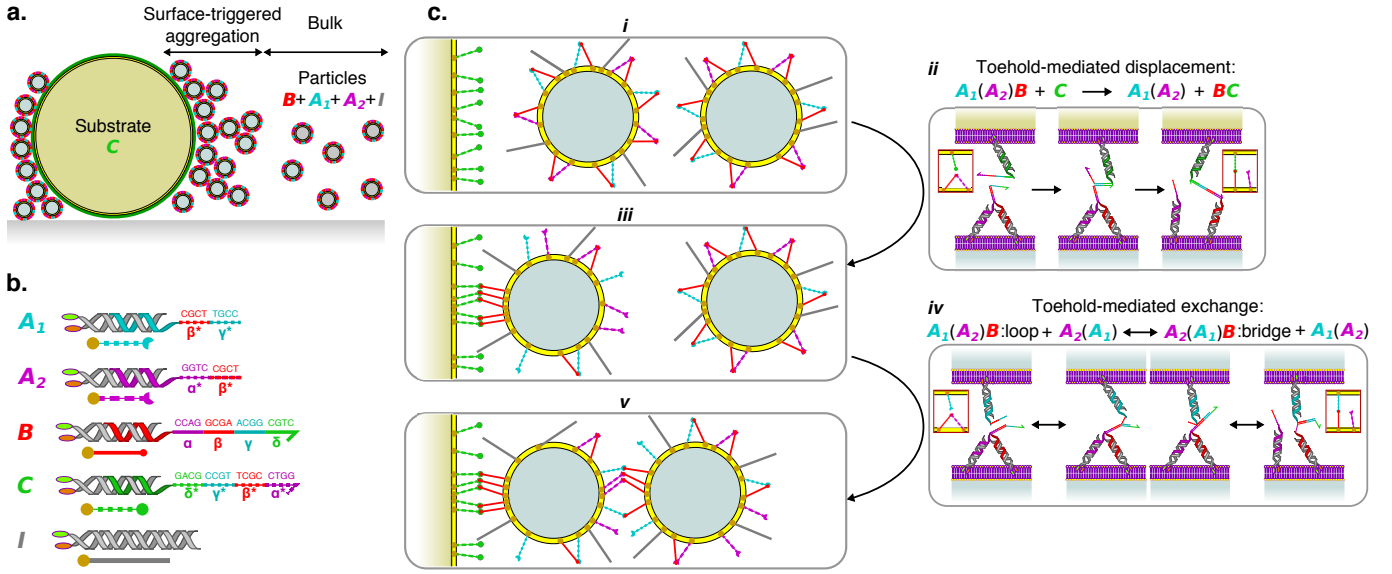 a.
Surface-triggered
aggregation
Bulk
Particles
B+A1+A2+I
Substrate
C
b.
A1
CGCT TGCC
β* γ*
A2
GGTC CGCT
α* β*
B
CCAG GCGA ACGG CGTC
α β γ δ
C
GACG CCGT TCGC CTGG
δ* γ* β* α*
I
c.
i
iii
v
ii
Toehold-mediated displacement:
A1(A2)B + C → A1(A2) + BC
iv
Toehold-mediated exchange:
A1(A2)B:loop + A2(A1) ↔ A2(A1)B:bridge + A1(A2)